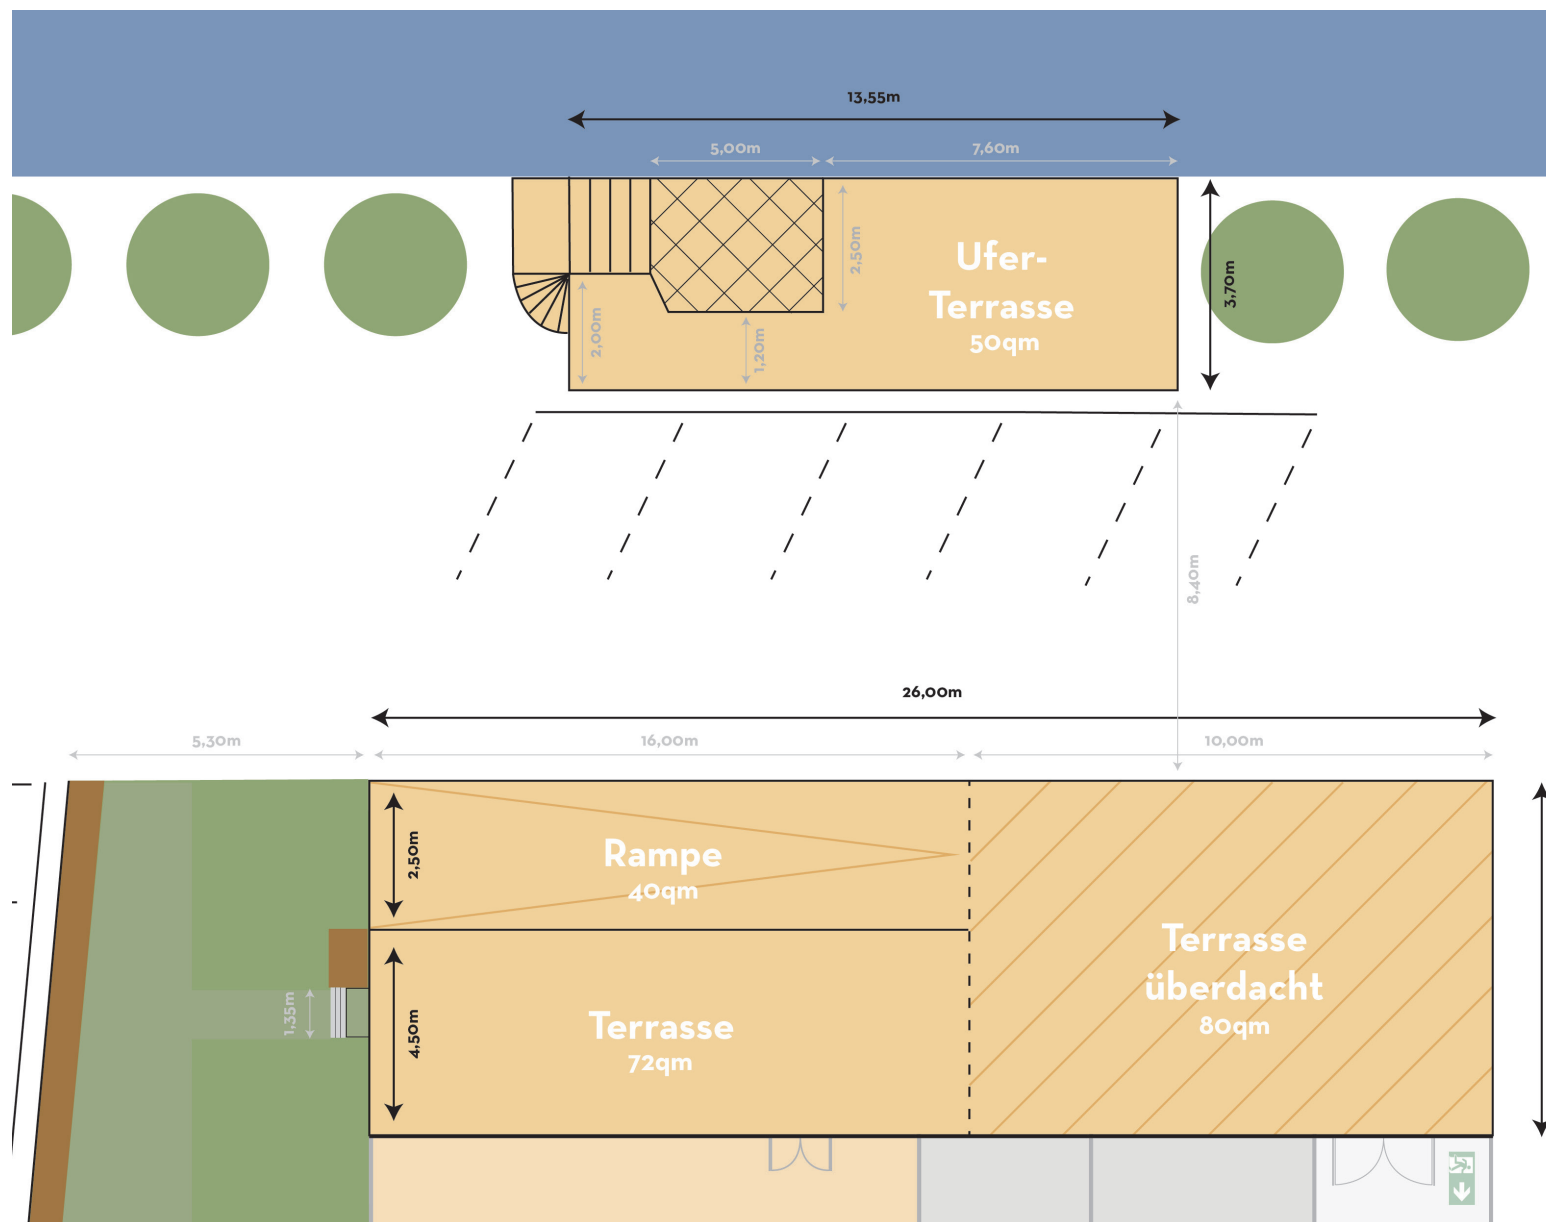 13,55m
5,00m
7,60m
2,50m
Ufer-
Terrasse
50qm
3,70m
2,00m
1,20m
8,40m
26,00m
5,30m
16,00m
10,00m
2,50m
Rampe
40qm
Terrasse
überdacht
80qm
1,35m
4,50m
Terrasse
72qm